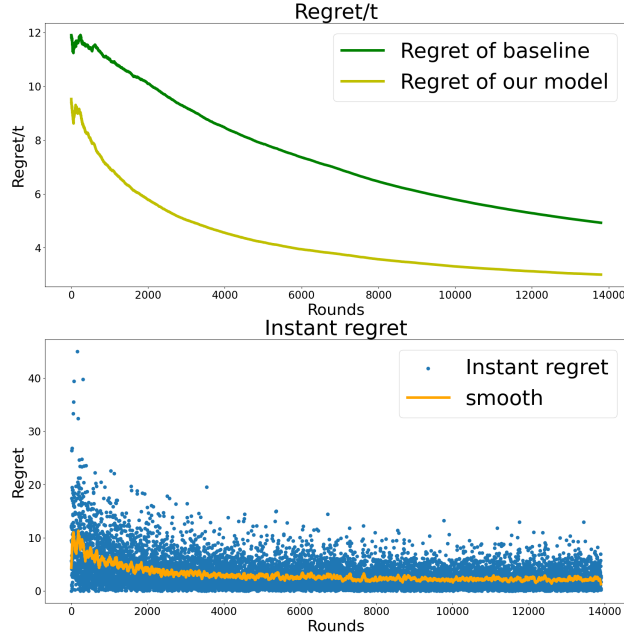 Regret/t
12
10
8
6
4
Regret/t
Regret of baseline
Regret of our model
0 2000 4000 6000 8000 10000 12000 14000
Rounds
Instant regret
40
30
20
10
0
Regret
Instant regret
smooth
0 2000 4000 6000 8000 10000 12000 14000
Rounds